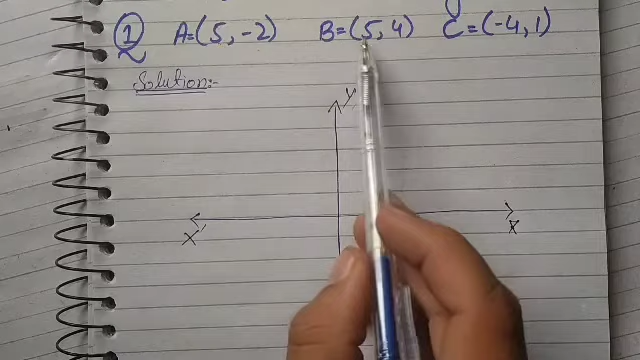 1 A=(5,-2) B=(5,4) C=(-4,1)
Solution:
Y
X' X